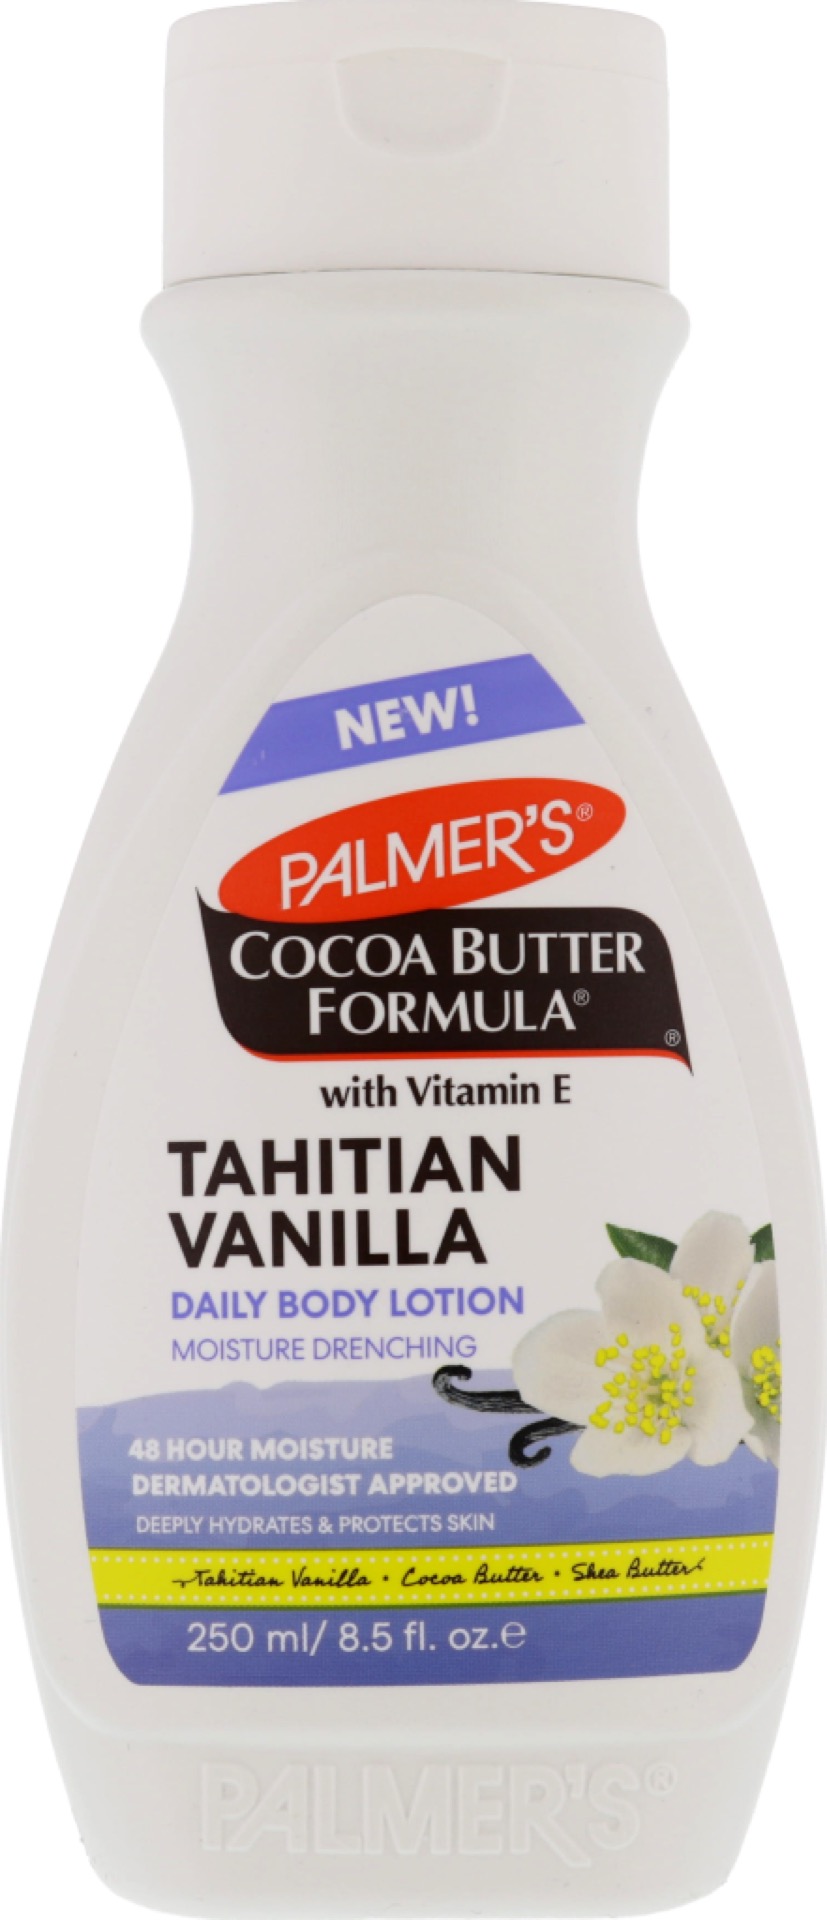 NEW!
PALMER'S®
COCOA BUTTER
FORMULA®
®
with Vitamin E
TAHITIAN
VANILLA
DAILY BODY LOTION
MOISTURE DRENCHING
48 HOUR MOISTURE
DERMATOLOGIST APPROVED
DEEPLY HYDRATES & PROTECTS SKIN
Tahitian Vanilla • Cocoa Butter • Shea Butter
250 ml/ 8.5 fl. oz.℮
PALMER'S®